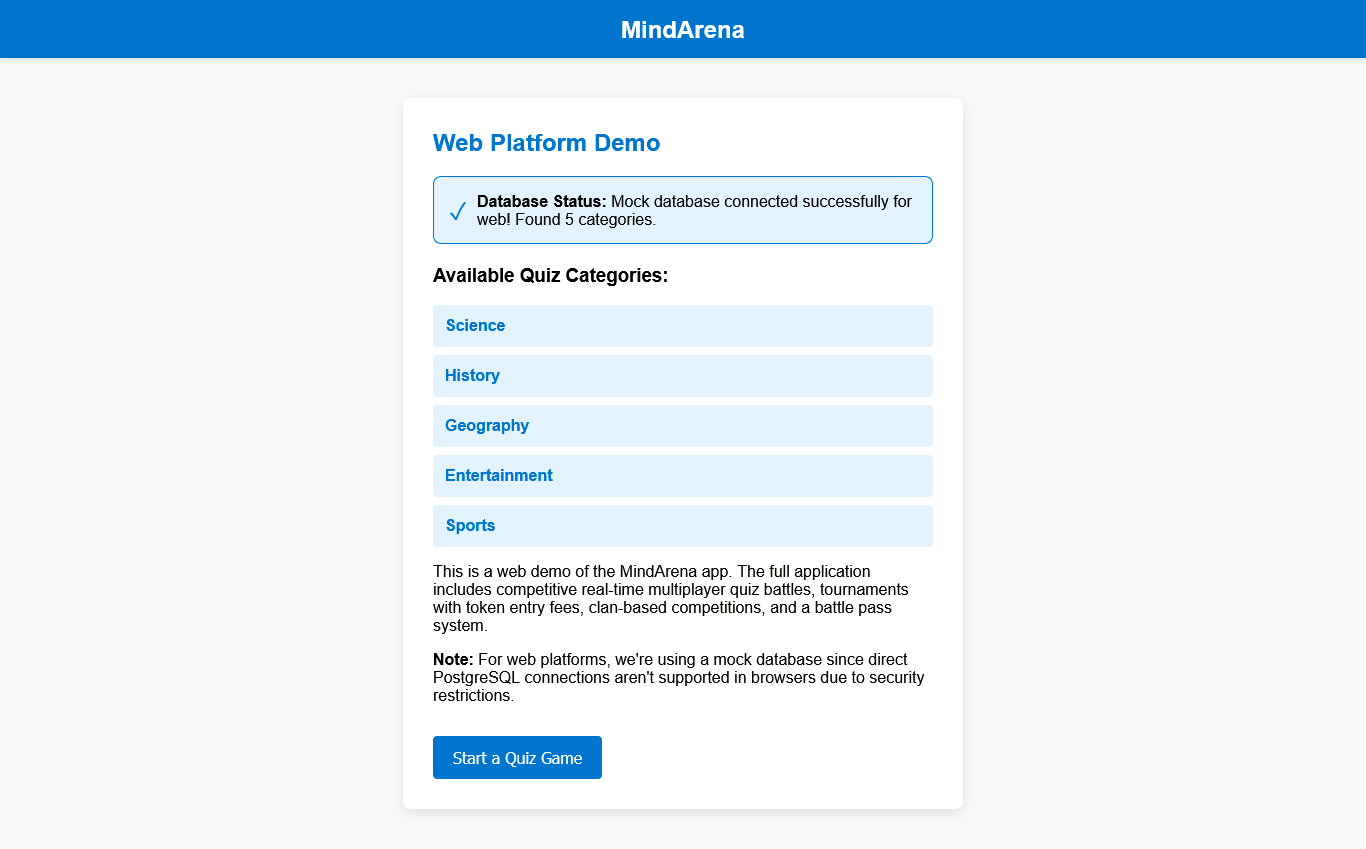 MindArena
Web Platform Demo
✓
Database Status: Mock database connected successfully for
web! Found 5 categories.
Available Quiz Categories:
Science
History
Geography
Entertainment
Sports
This is a web demo of the MindArena app. The full application
includes competitive real-time multiplayer quiz battles, tournaments
with token entry fees, clan-based competitions, and a battle pass
system.
Note: For web platforms, we're using a mock database since direct
PostgreSQL connections aren't supported in browsers due to security
restrictions.
Start a Quiz Game